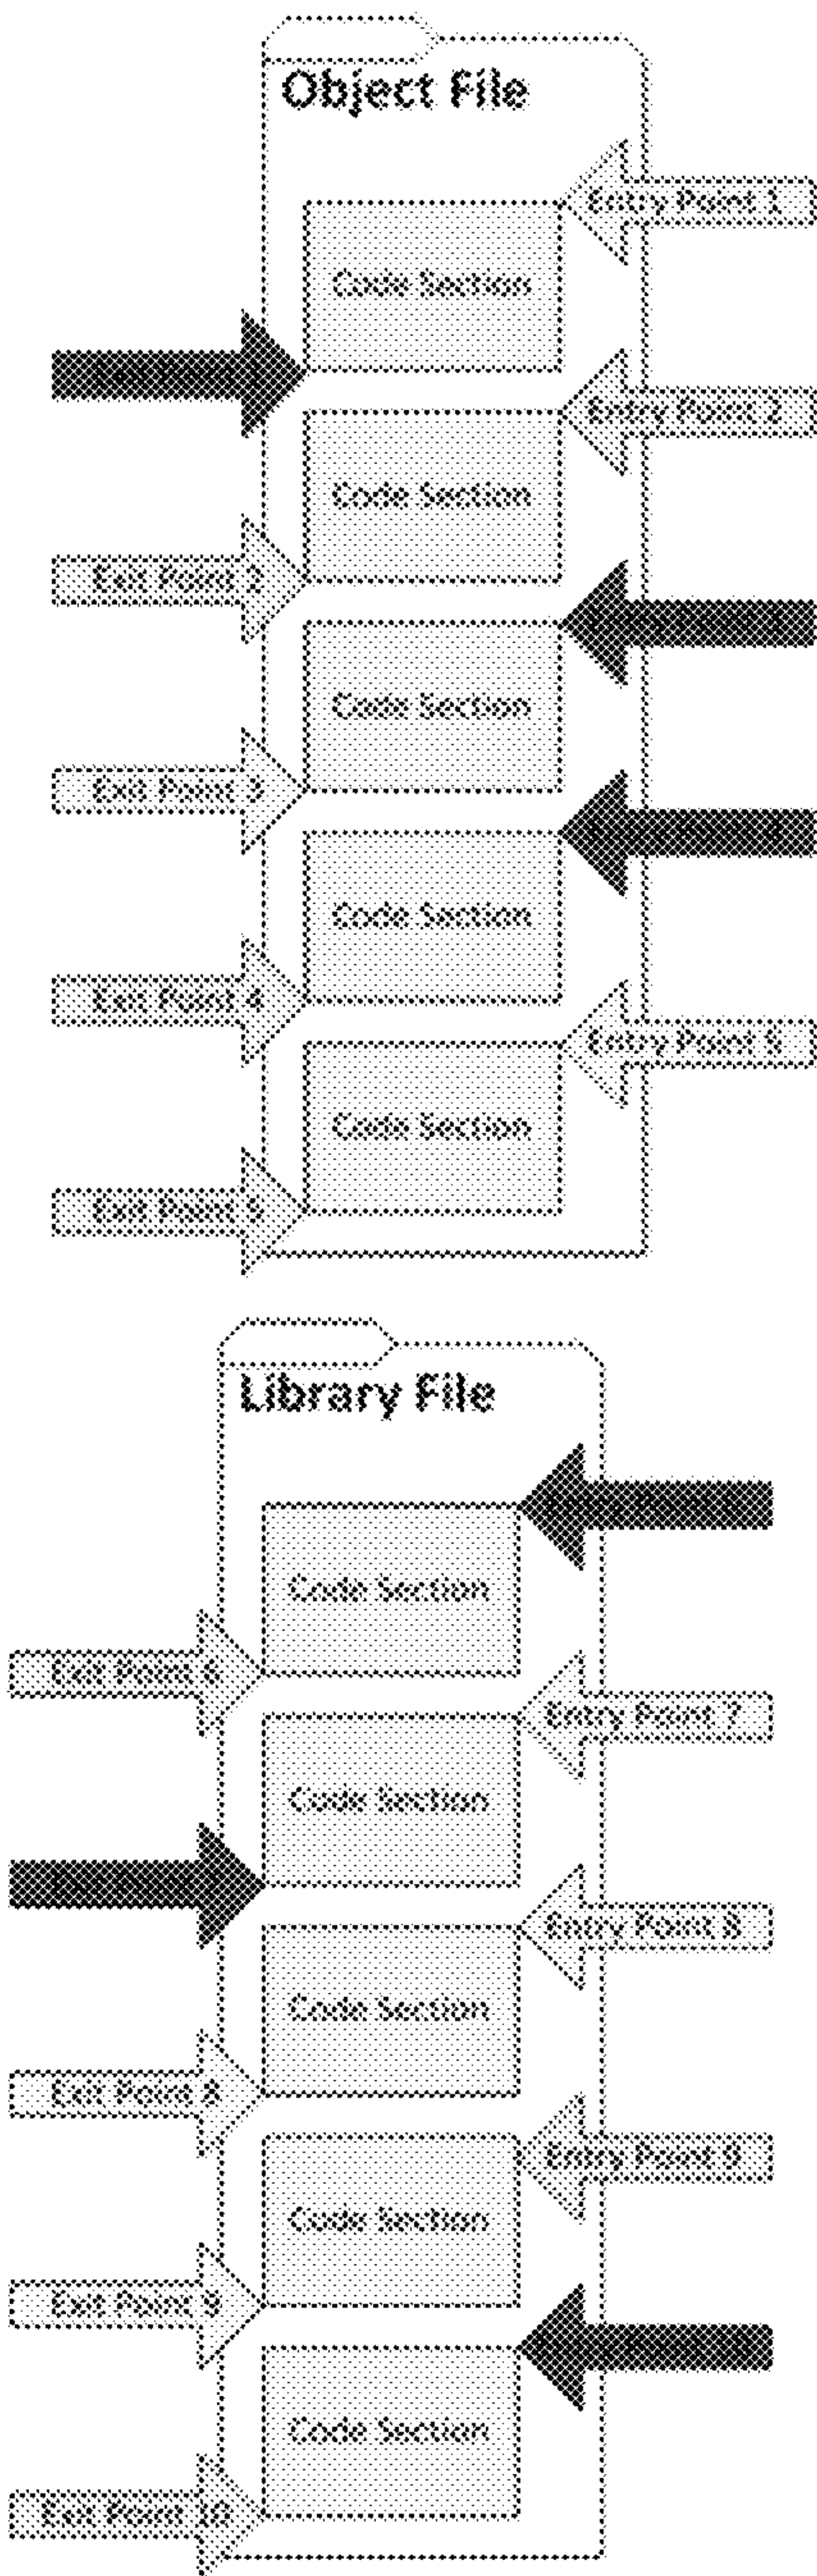 Object File
Entry Point 1
Code Section
Entry Point 2
Code Section
Exit Point 2
Code Section
Exit Point 3
Code Section
Exit Point 4
Entry Point 5
Code Section
Exit Point 5
Library File
Code Section
Exit Point 6
Entry Point 7
Code Section
Entry Point 8
Code Section
Exit Point 8
Entry Point 9
Code Section
Exit Point 9
Code Section
Exit Point 10